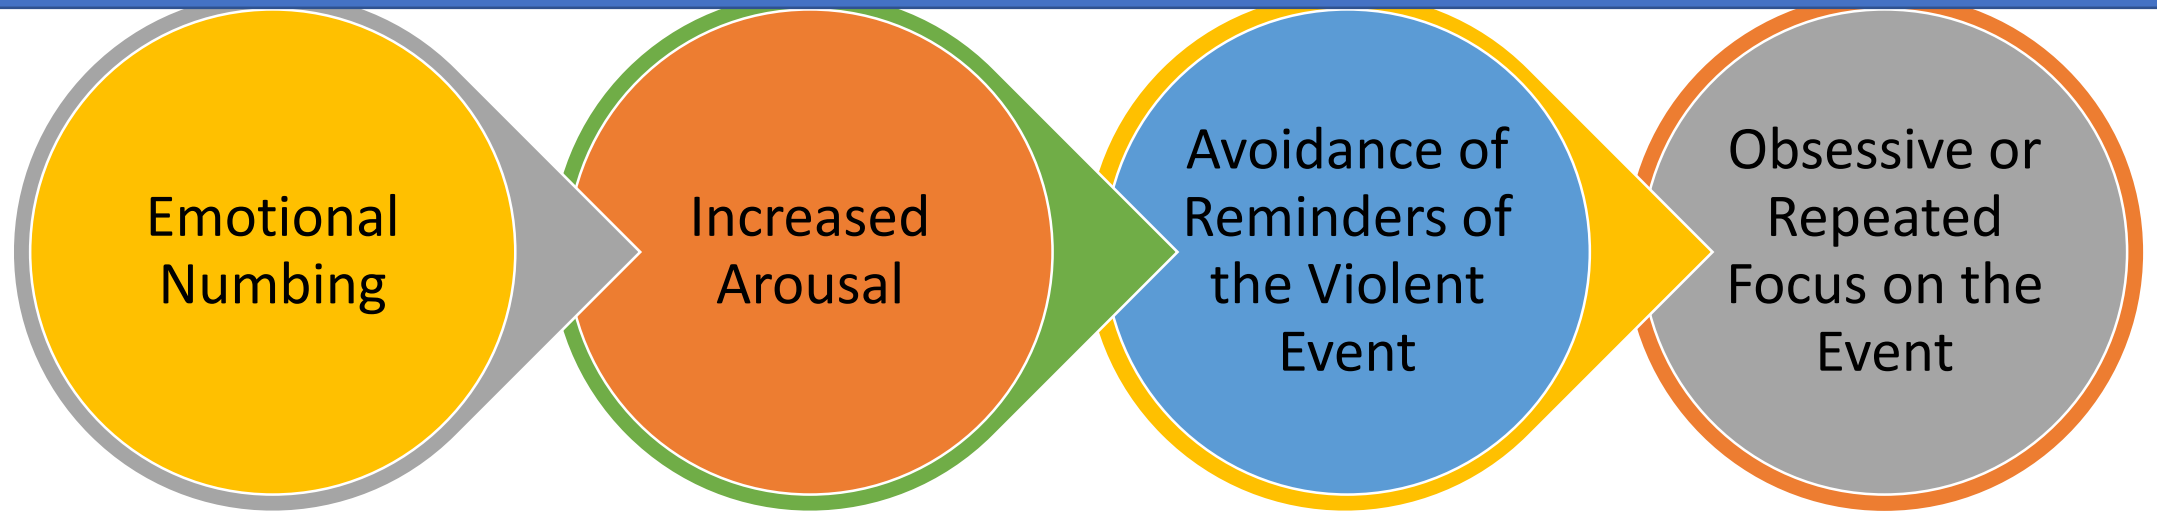 Emotional
Numbing
Increased
Arousal
Avoidance of
Reminders of
the Violent
Event
Obsessive or
Repeated
Focus on the
Event